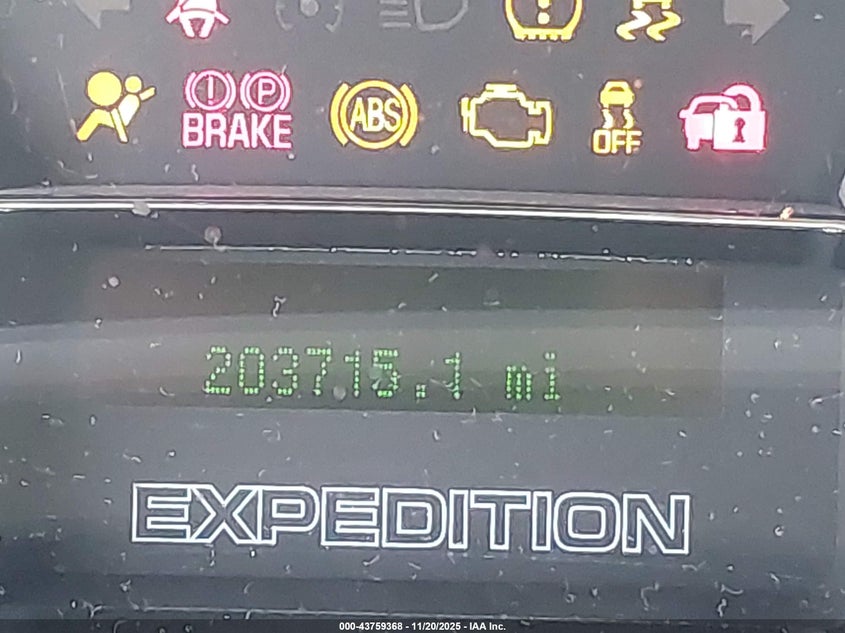 BRAKE
ABS
OFF
203715.1 mi
EXPEDITION
000-43759368 - 11/20/2025 - IAA Inc.